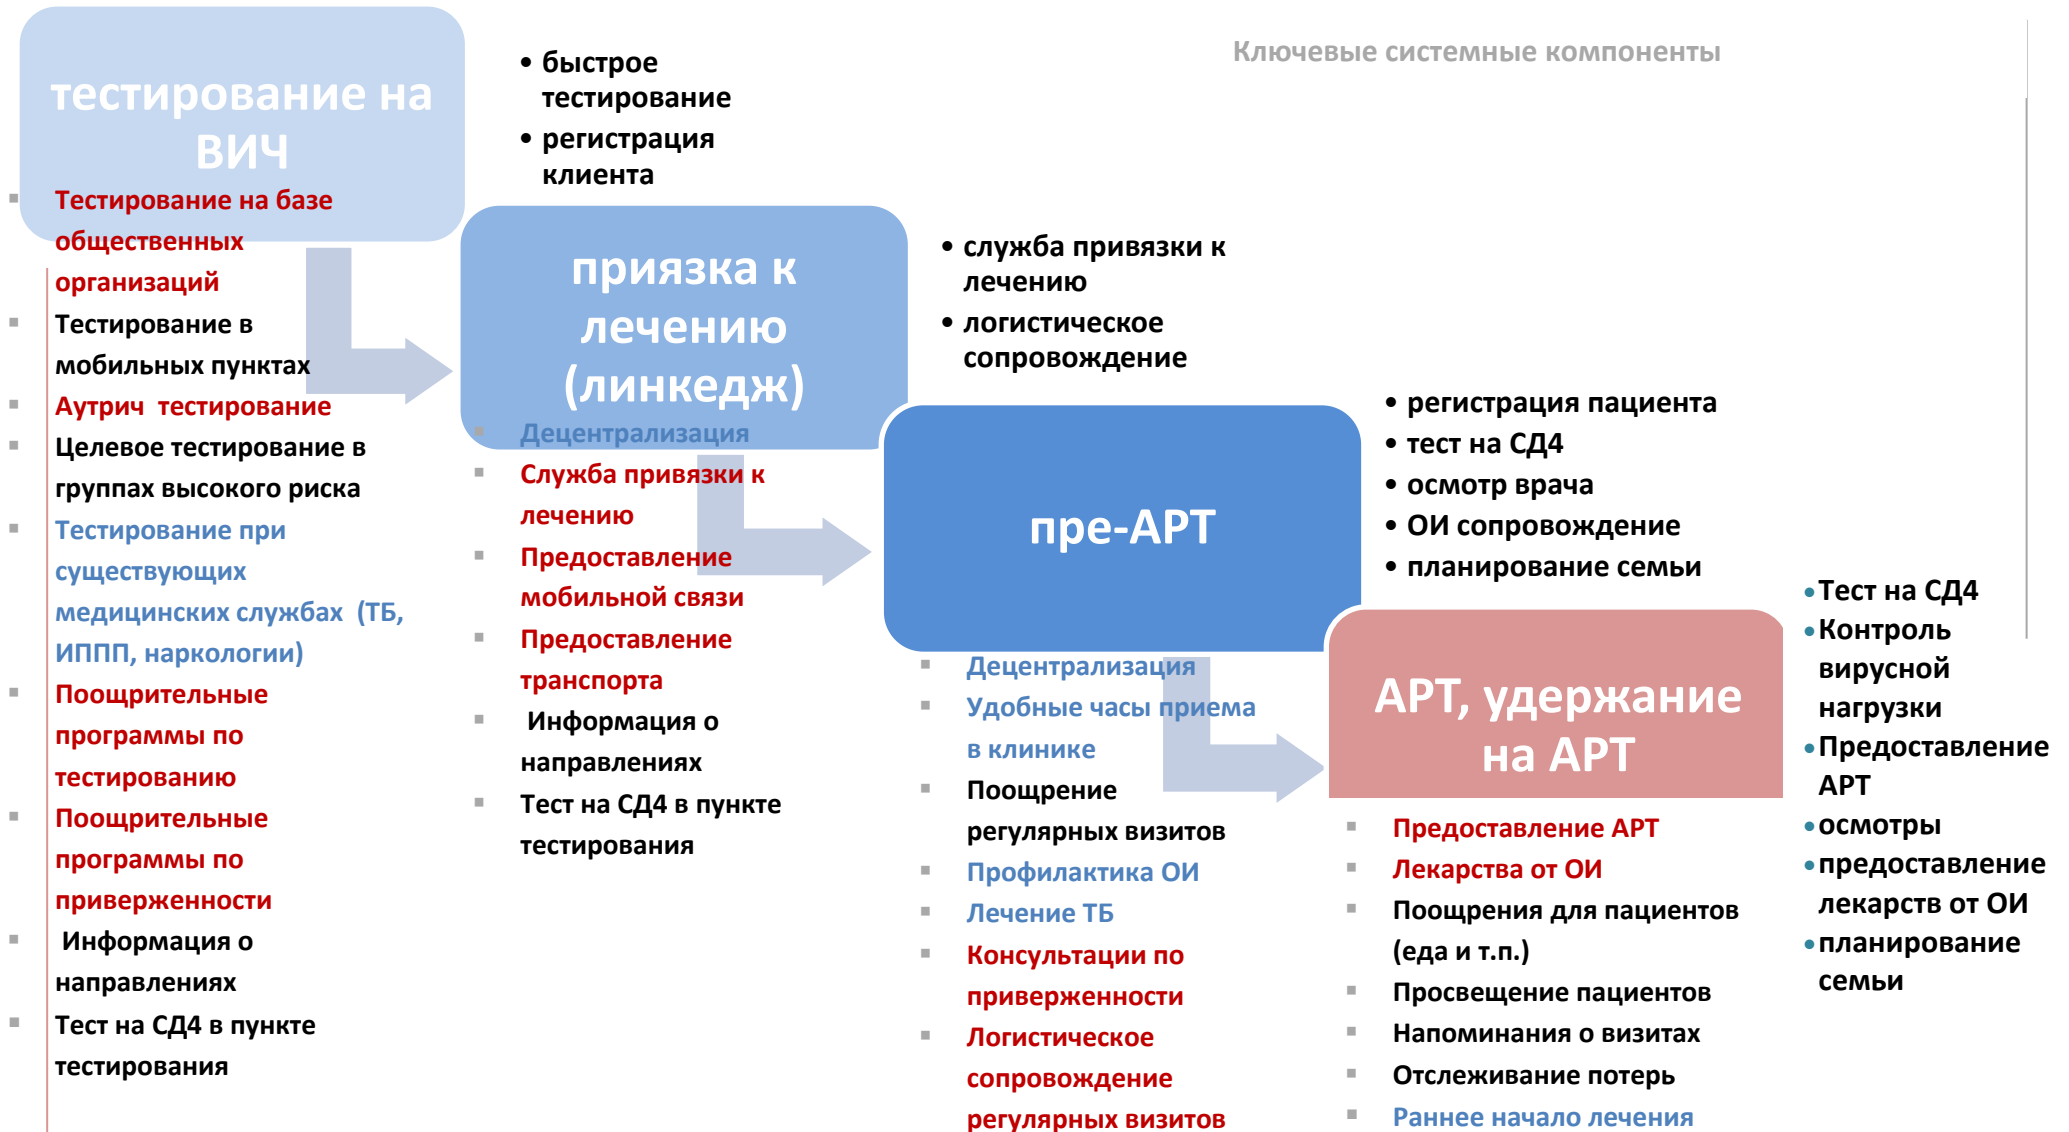 Ключевые системные компоненты
тестирование на
ВИЧ
• быстрое
тестирование
• регистрация
клиента
Тестирование на базе
общественных
организаций
Тестирование в
мобильных пунктах
Аутрич тестирование
Целевое тестирование в
группах высокого риска
Тестирование при
существующих
медицинских службах (ТБ,
ИППП, наркологии)
Поощрительные
программы по
тестированию
Поощрительные
программы по
приверженности
Информация о
направлениях
Тест на СД4 в пункте
тестирования
приязка к
лечению
(линкедж)
• служба привязки к
лечению
• логистическое
сопровождение
Децентрализация
Служба привязки к
лечению
Предоставление
мобильной связи
Предоставление
транспорта
Информация о
направлениях
Тест на СД4 в пункте
тестирования
пре-АРТ
• регистрация пациента
• тест на СД4
• осмотр врача
• ОИ сопровождение
• планирование семьи
Децентрализация
Удобные часы приема
в клинике
Поощрение
регулярных визитов
Профилактика ОИ
Лечение ТБ
Консультации по
приверженности
Логистическое
сопровождение
регулярных визитов
АРТ, удержание
на АРТ
• Тест на СД4
• Контроль
вирусной
нагрузки
• Предоставление
АРТ
• осмотры
• предоставление
лекарств от ОИ
• планирование
семьи
Предоставление АРТ
Лекарства от ОИ
Поощрения для пациентов
(еда и т.п.)
Просвещение пациентов
Напоминания о визитах
Отслеживание потерь
Раннее начало лечения